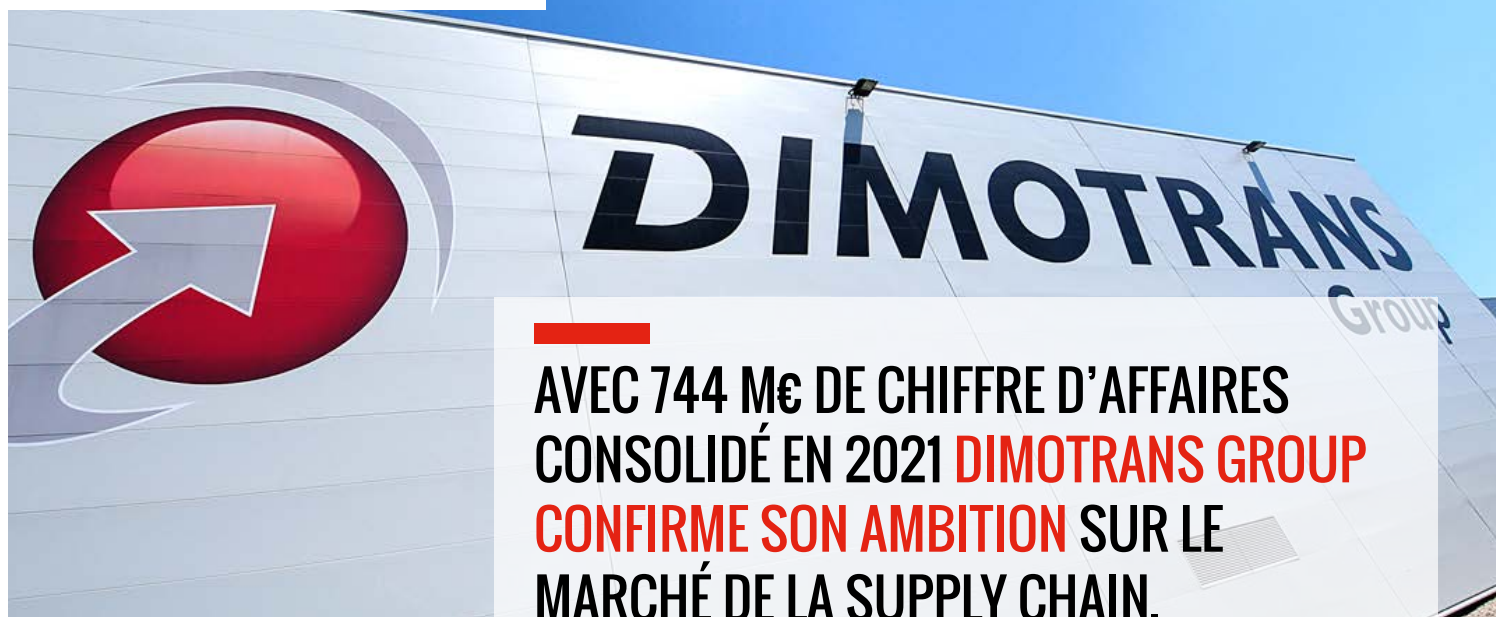 DIMOTRANS
Group
AVEC 744 M€ DE CHIFFRE D’AFFAIRES
CONSOLIDÉ EN 2021 DIMOTRANS GROUP
CONFIRME SON AMBITION SUR LE
MARCHÉ DE LA SUPPLY CHAIN.